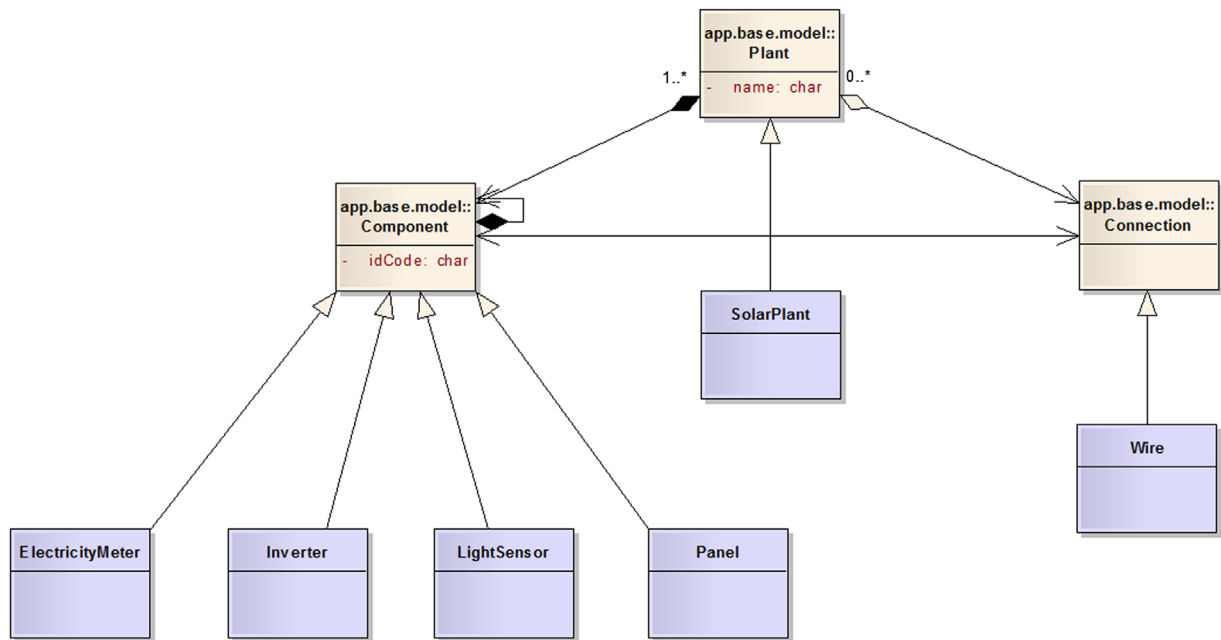 app.base.model::
Plant
- name: char
1..*
0..*
app.base.model::
Component
- idCode: char
app.base.model::
Connection
SolarPlant
Wire
ElectricityMeter
Inverter
LightSensor
Panel